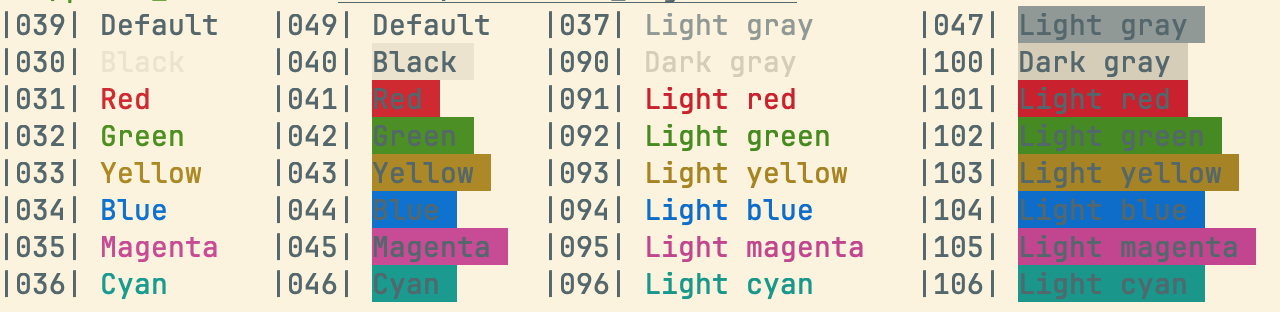 |039| Default |049| Default |037| Light gray |047| Light gray
|030| Black |040| Black |090| Dark gray |100| Dark gray
|031| Red |041| Red |091| Light red |101| Light red
|032| Green |042| Green |092| Light green |102| Light green
|033| Yellow |043| Yellow |093| Light yellow |103| Light yellow
|034| Blue |044| Blue |094| Light blue |104| Light blue
|035| Magenta |045| Magenta |095| Light magenta |105| Light magenta
|036| Cyan |046| Cyan |096| Light cyan |106| Light cyan